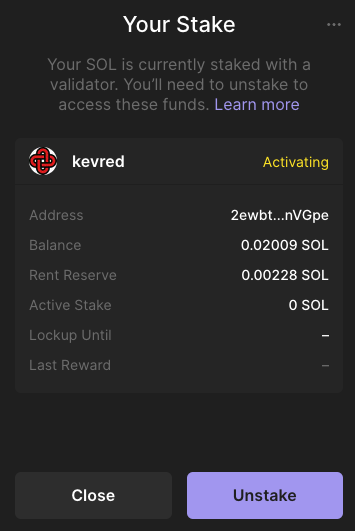 Your Stake
Your SOL is currently staked with a
validator. You’ll need to unstake to
access these funds. Learn more
kevred Activating
Address 2ewbt...nVGpe
Balance 0.02009 SOL
Rent Reserve 0.00228 SOL
Active Stake 0 SOL
Lockup Until –
Last Reward –
Close Unstake